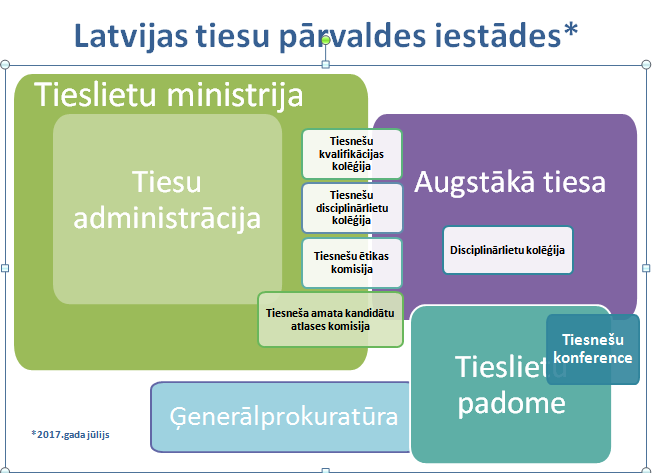 Latvijas tiesu pārvaldes iestādes*
Tieslietu ministrija
Tiesu
administrācija
Tiesnešu
kvalifikācijas
kolēģija
Tiesnešu
disciplinārlietu
kolēģija
Tiesnešu ētikas
komisija
Tiesneša amata kandidātu
atlases komisija
Augstākā tiesa
Disciplinārlietu kolēģija
Tiesnešu
konference
Tieslietu
padome
Ģenerālprokuratūra
*2017.gada jūlijs